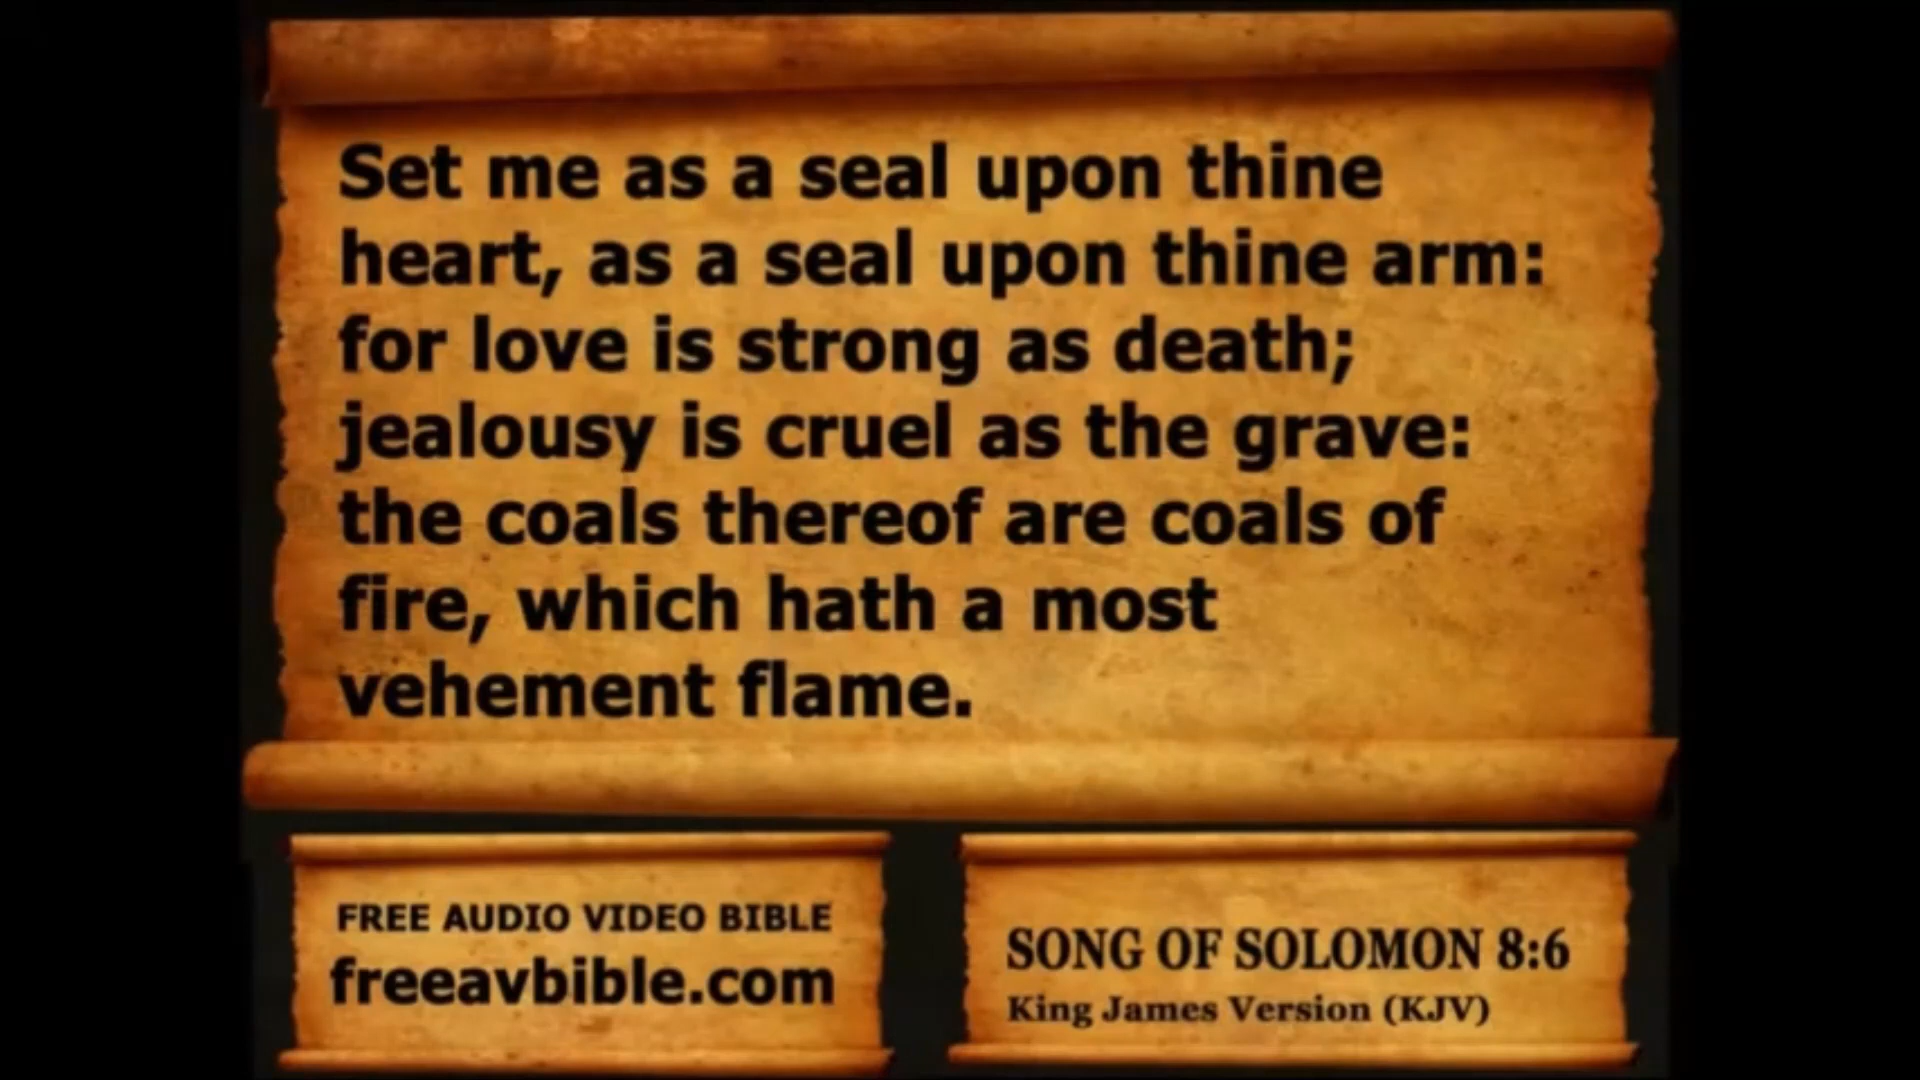 Set me as a seal upon thine
heart, as a seal upon thine arm:
for love is strong as death;
jealousy is cruel as the grave:
the coals thereof are coals of
fire, which hath a most
vehement flame.
FREE AUDIO VIDEO BIBLE
freeavbible.com
SONG OF SOLOMON 8:6
King James Version (KJV)